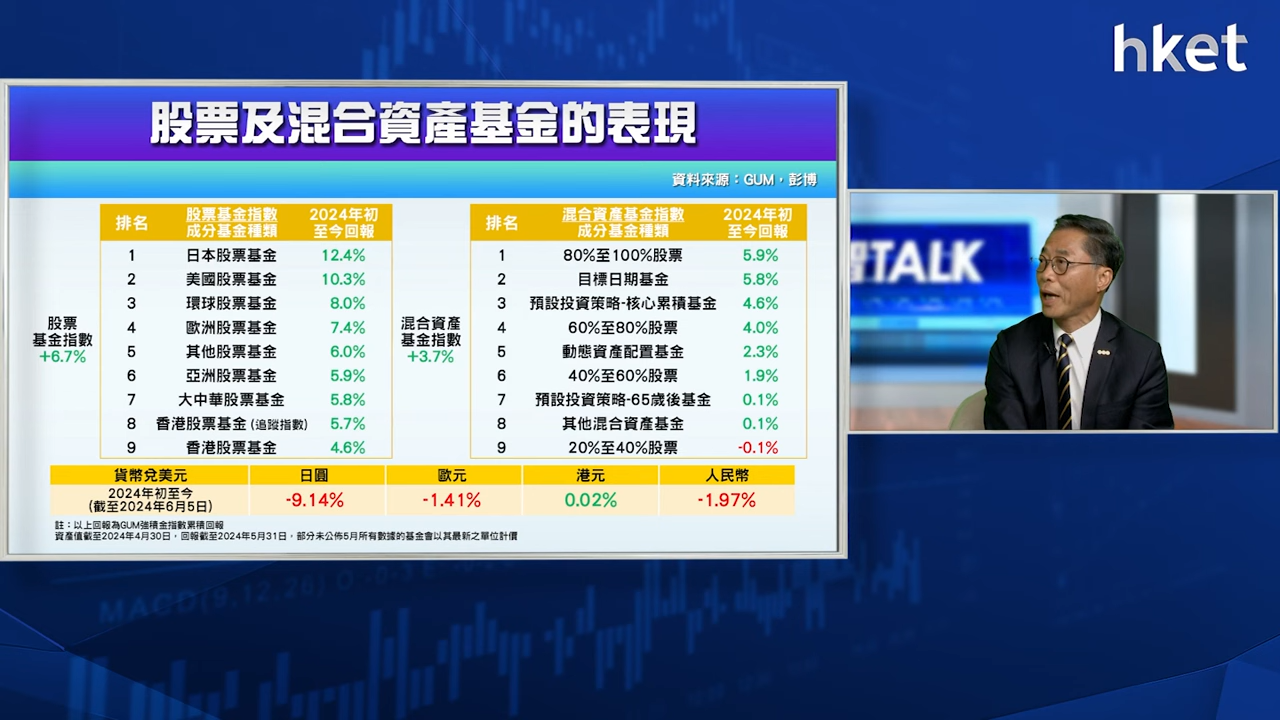 hket
股票及混合資產基金的表現
資料來源：GUM，彭博
股票
基金指數
+6.7%
排名 股票基金指數成分基金種類 2024年初至今回報
1 日本股票基金 12.4%
2 美國股票基金 10.3%
3 環球股票基金 8.0%
4 歐洲股票基金 7.4%
5 其他股票基金 6.0%
6 亞洲股票基金 5.9%
7 大中華股票基金 5.8%
8 香港股票基金 (追蹤指數) 5.7%
9 香港股票基金 4.6%
混合資產
基金指數
+3.7%
排名 混合資產基金指數成分基金種類 2024年初至今回報
1 80%至100%股票 5.9%
2 目標日期基金 5.8%
3 預設投資策略-核心累積基金 4.6%
4 60%至80%股票 4.0%
5 動態資產配置基金 2.3%
6 40%至60%股票 1.9%
7 預設投資策略-65歲後基金 0.1%
8 其他混合資產基金 0.1%
9 20%至40%股票 -0.1%
貨幣兌美元 日圓 歐元 港元 人民幣
2024年初至今
(截至2024年6月5日) -9.14% -1.41% 0.02% -1.97%
註：以上回報為GUM強積金指數累積回報
資產值截至2024年4月30日，回報截至2024年5月31日，部分未公佈5月所有數據的基金會以其最新之單位計價
TALK
MACD(9,12,26)